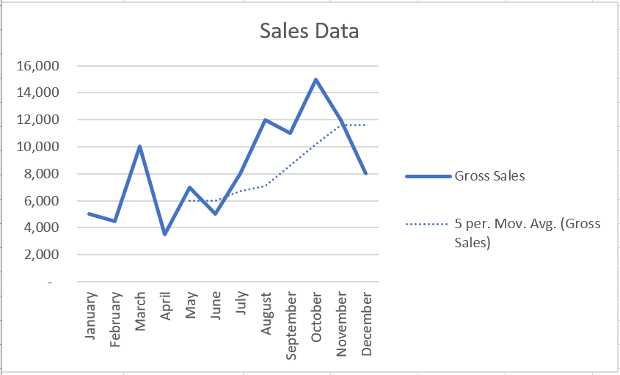 Sales Data
16,000
14,000
12,000
10,000
8,000
6,000
4,000
2,000
-
January
February
March
April
May
June
July
August
September
October
November
December
Gross Sales
5 per. Mov. Avg. (Gross
Sales)